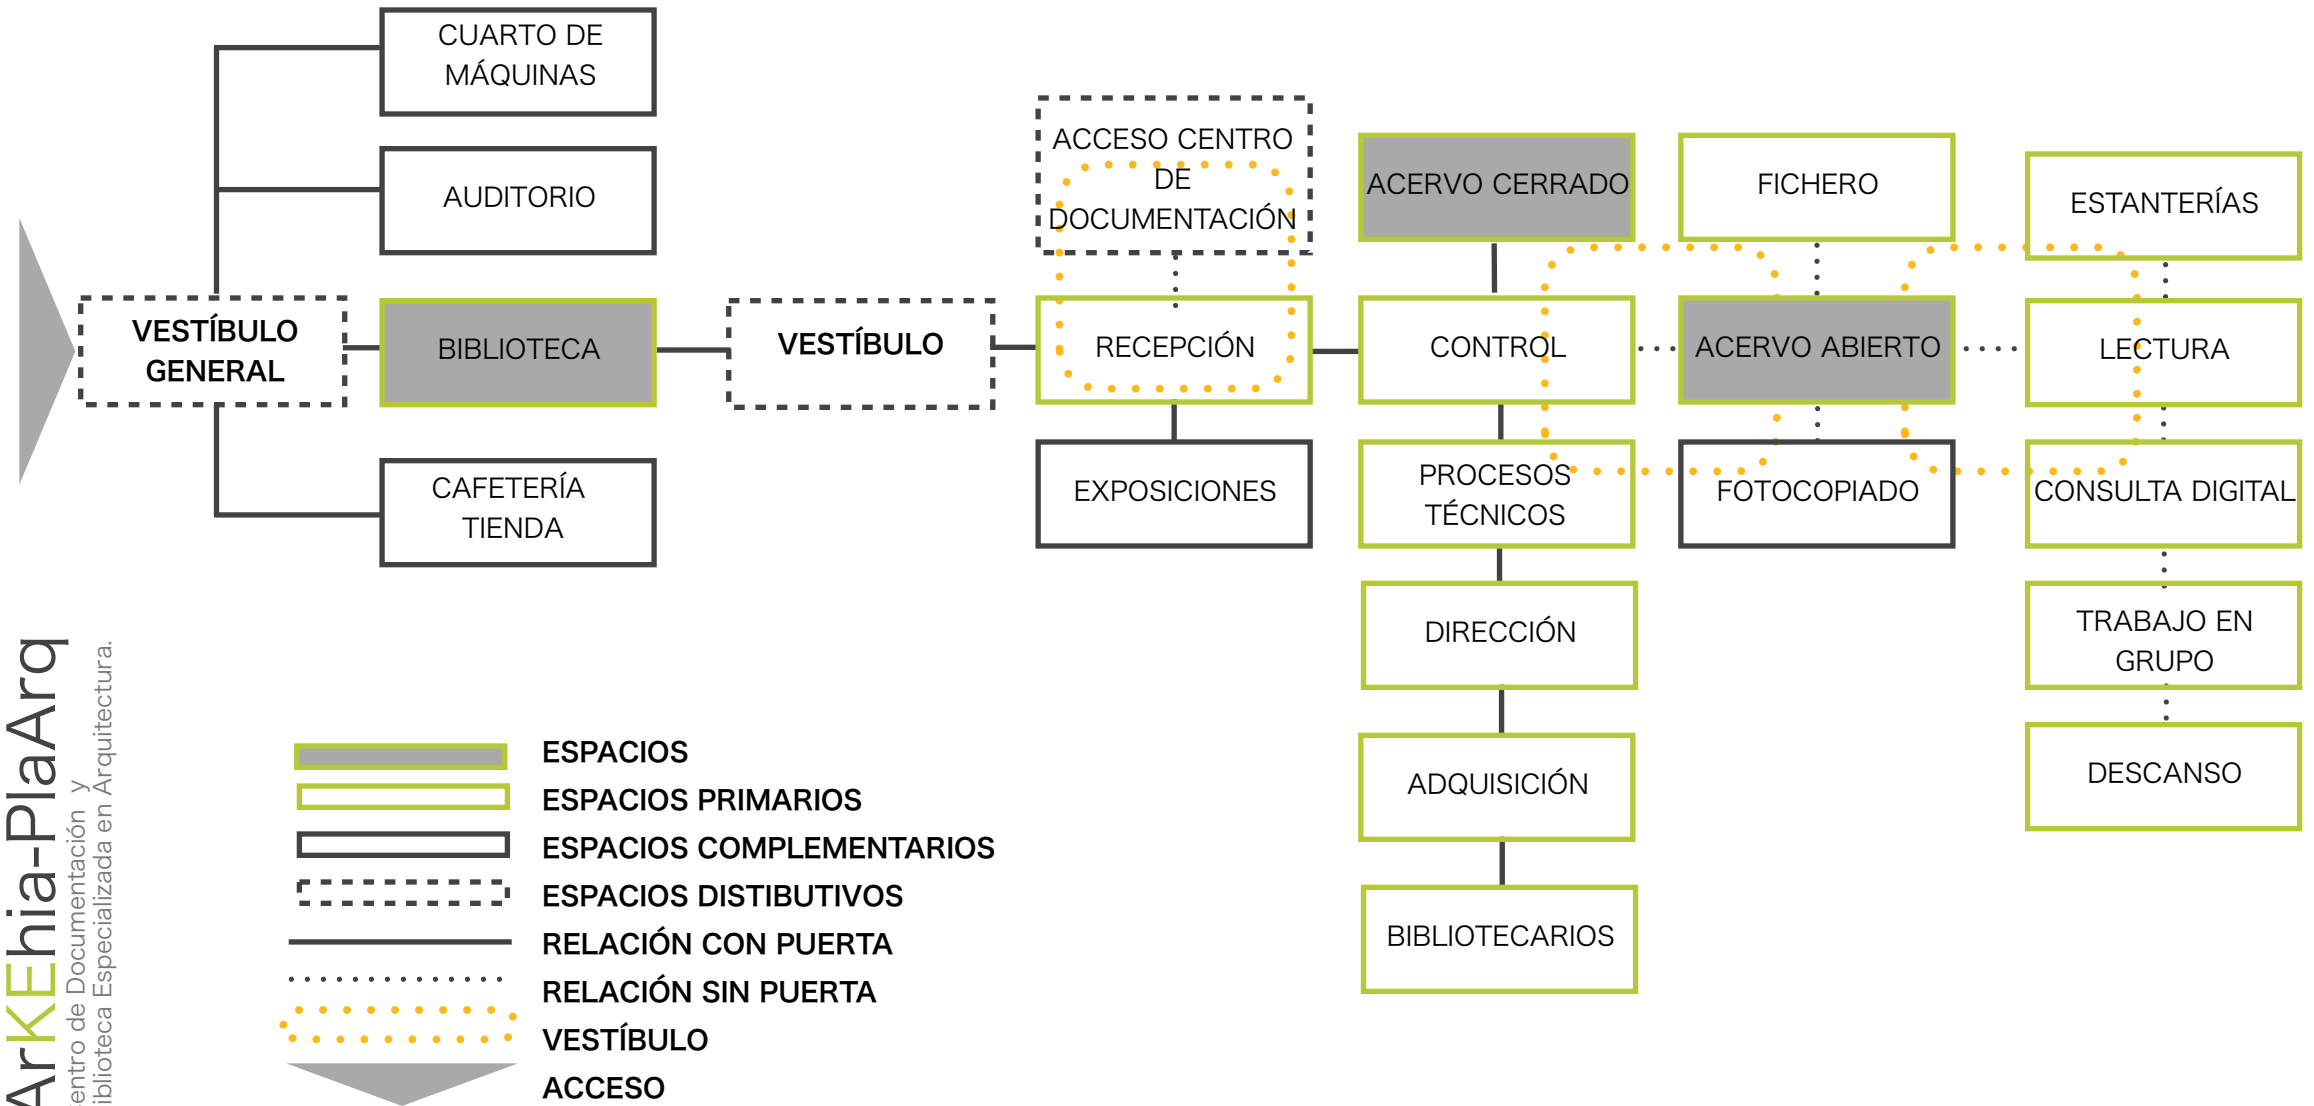 CUARTO DE
MÁQUINAS
AUDITORIO
VESTÍBULO
GENERAL
BIBLIOTECA
CAFETERÍA
TIENDA
VESTÍBULO
ACCESO CENTRO
DE
DOCUMENTACIÓN
RECEPCIÓN
EXPOSICIONES
ACERVO CERRADO
CONTROL
PROCESOS
TÉCNICOS
DIRECCIÓN
ADQUISICIÓN
BIBLIOTECARIOS
FICHERO
ACERVO ABIERTO
FOTOCOPIADO
ESTANTERÍAS
LECTURA
CONSULTA DIGITAL
TRABAJO EN
GRUPO
DESCANSO
ESPACIOS
ESPACIOS PRIMARIOS
ESPACIOS COMPLEMENTARIOS
ESPACIOS DISTIBUTIVOS
RELACIÓN CON PUERTA
RELACIÓN SIN PUERTA
VESTÍBULO
ACCESO
ArKEhia-PlaArq
entro de Documentación y
iblioteca Especializada en Arquitectura.